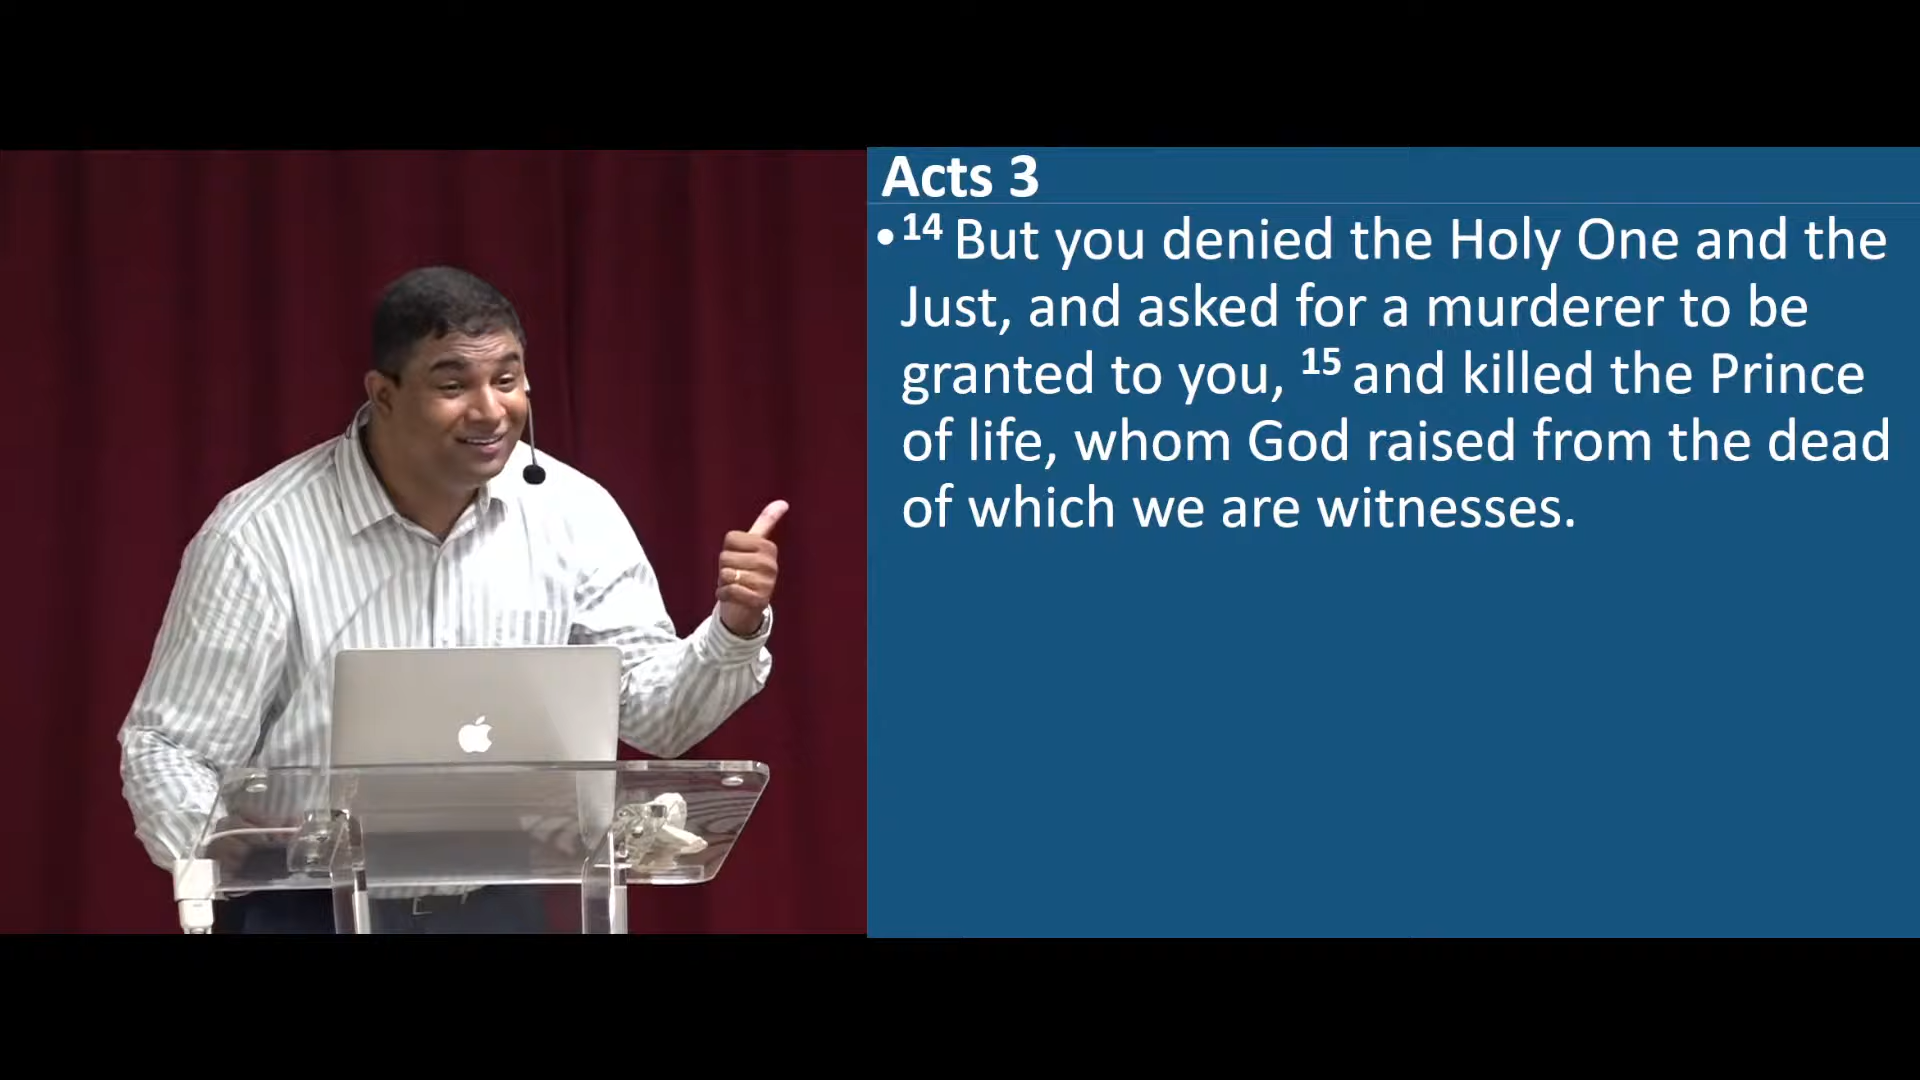 Acts 3
•14 But you denied the Holy One and the
Just, and asked for a murderer to be
granted to you, 15 and killed the Prince
of life, whom God raised from the dead
of which we are witnesses.